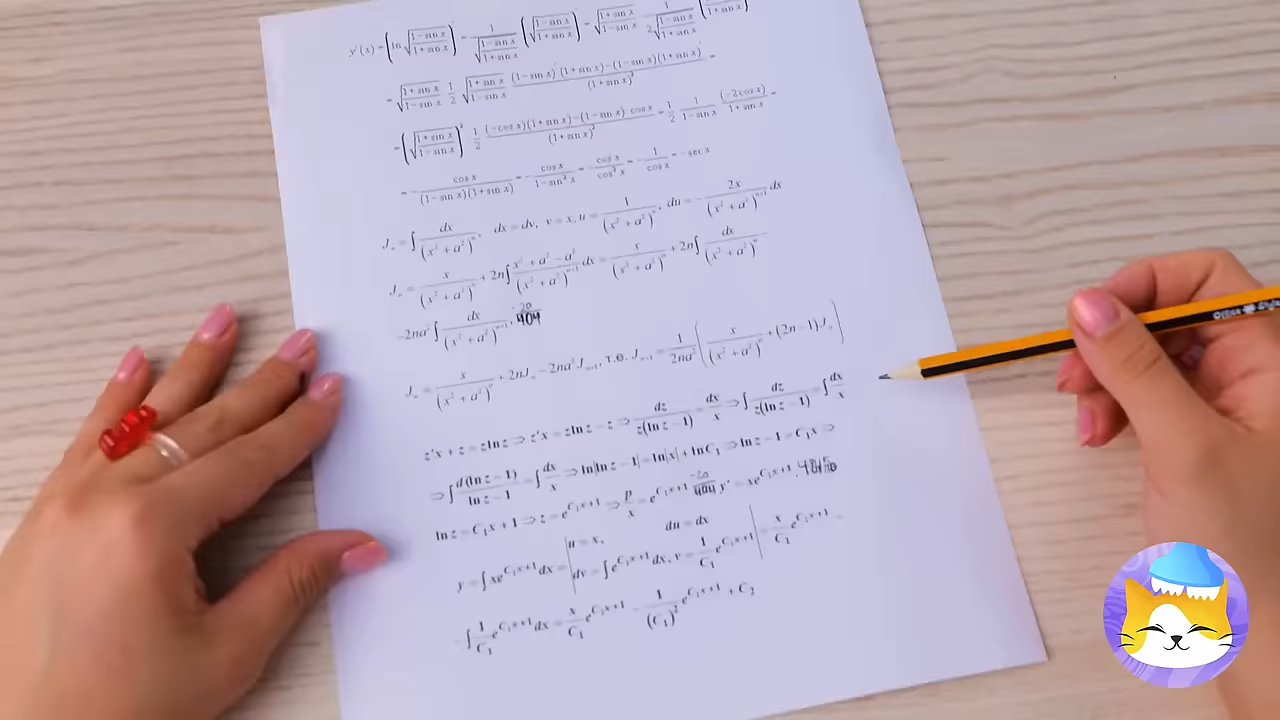 y'(x) = (ln √((1−sin x)/(1+sin x)))' = 1/√((1−sin x)/(1+sin x)) (√((1−sin x)/(1+sin x)))' = √((1+sin x)/(1−sin x)) 1/(2√((1−sin x)/(1+sin x)))
= √((1+sin x)/(1−sin x)) 1/2 √((1+sin x)/(1−sin x)) ((1−sin x)'(1+sin x)−(1−sin x)(1+sin x)')/(1+sin x)² =
= (√((1+sin x)/(1−sin x)))² 1/2 ((−cos x)(1+sin x)−(1−sin x) cos x)/(1+sin x)² = 1/2 1/(1−sin x) (−2cos x)/(1+sin x) =
= − cos x/((1−sin x)(1+sin x)) = − cos x/(1−sin² x) = − cos x/cos² x = − 1/cos x = −sec x
Jₙ = ∫ dx/(x²+a²)ⁿ, dx = dv, v = x, u = 1/(x²+a²)ⁿ, du = − 2x/(x²+a²)ⁿ⁺¹ dx
Jₙ = x/(x²+a²)ⁿ + 2n∫ (x²+a²−a²)/(x²+a²)ⁿ⁺¹ dx = x/(x²+a²)ⁿ + 2n∫ dx/(x²+a²)ⁿ
−2na² ∫ dx/(x²+a²)ⁿ⁺¹, 20/404
Jₙ = x/(x²+a²)ⁿ + 2nJₙ − 2na²Jₙ₊₁, т.е. Jₙ₊₁ = 1/(2na²) (x/(x²+a²)ⁿ + (2n−1)Jₙ)
z'x + z = z ln z ⇒ z'x = z ln z − z ⇒ dz/(z(ln z −1)) = dx/x ⇒ ∫ dz/(z(ln z −1)) = ∫ dx/x
⇒ ∫ d(ln z −1)/(ln z −1) = ∫ dx/x ⇒ ln|ln z −1| = ln|x| + ln C₁ ⇒ ln z −1 = C₁x ⇒
ln z = C₁x +1 ⇒ z = e^(C₁x+1) ⇒ p/x = e^(C₁x+1) −20/404 y' = xe^(C₁x+1).
y = ∫ xe^(C₁x+1) dx = | u = x, du = dx
dv = ∫ e^(C₁x+1) dx, v = 1/C₁ e^(C₁x+1) | = x/C₁ e^(C₁x+1) −
− ∫ 1/C₁ e^(C₁x+1) dx = x/C₁ e^(C₁x+1) − 1/(C₁)² e^(C₁x+1) + C₂